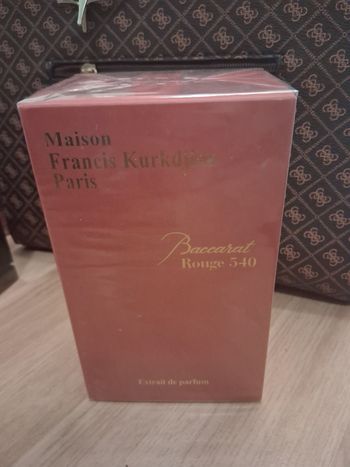 Maison
Francis Kurkdjian
Paris
Baccarat
Rouge 540
Extrait de parfum